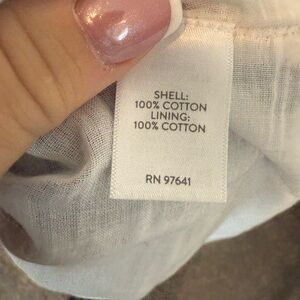 SHELL:
100% COTTON
LINING:
100% COTTON
RN 97641